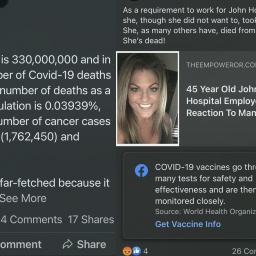 is 330,000,000 and in
ber of Covid-19 deaths
number of deaths as a
ulation is 0.03939%,
umber of cancer cases
(1,762,450) and
far-fetched because it
See More
4 Comments 17 Shares
omment
Share
As a requirement to work for John Ho
she, though she did not want to, took
She, as many others have, died from
She's dead!
THEEMPOWEROR.CO
45 Year Old Joh
Hospital Employe
Reaction To Man
COVID-19 vaccines go thro
many tests for safety and
effectiveness and are then
monitored closely.
Source: World Health Organiz
Get Vaccine Info
4
26 Com